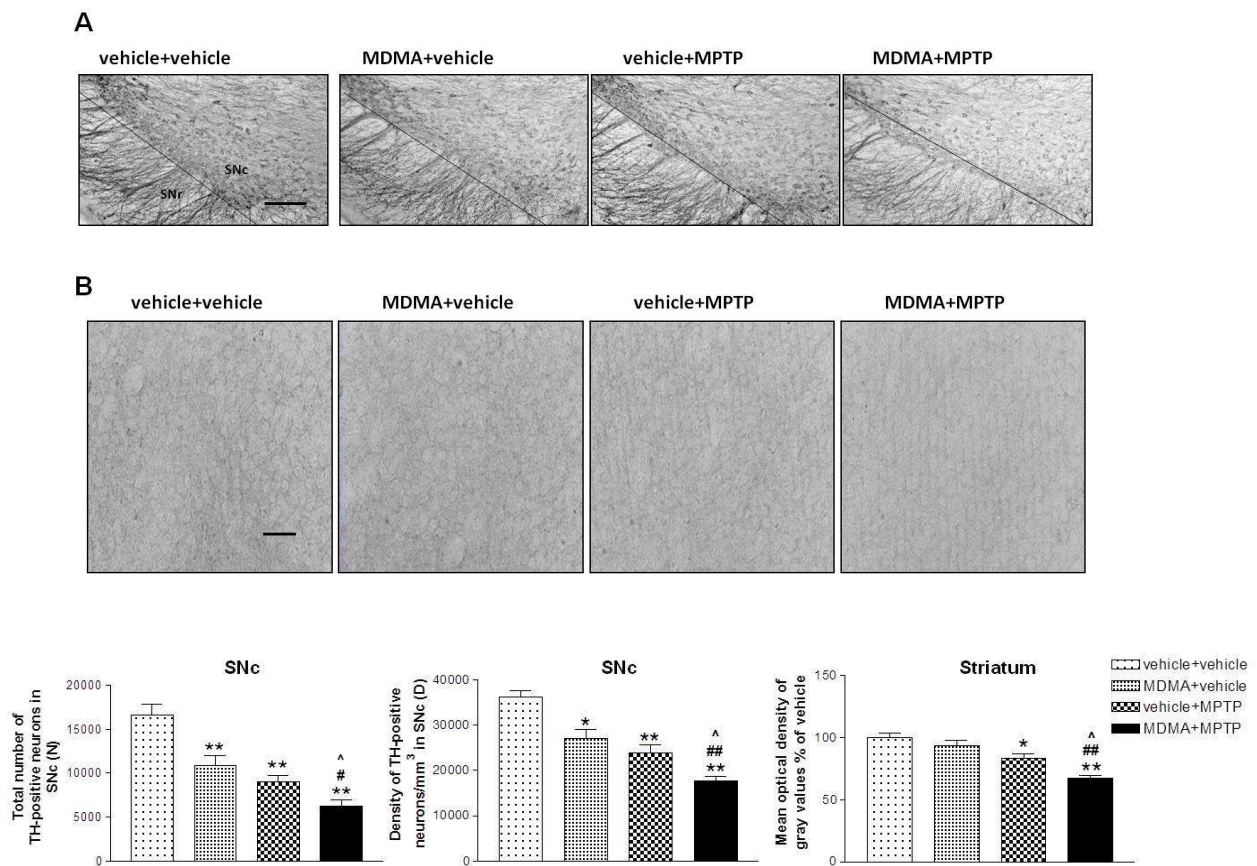 A
vehicle+vehicle MDMA+vehicle vehicle+MPTP MDMA+MPTP
SNc
SNr
B
vehicle+vehicle MDMA+vehicle vehicle+MPTP MDMA+MPTP
SNc
Total number of
TH-positive neurons in
SNc (N)
20000
15000
10000
5000
0
**
**
^
#
**
SNc
Density of TH-positive
neurons/mm3 in SNc (D)
40000
30000
20000
10000
0
*
**
^
##
**
Striatum
Mean optical density of
gray values % of vehicle
150
100
50
0
*
^
##
**
vehicle+vehicle
MDMA+vehicle
vehicle+MPTP
MDMA+MPTP